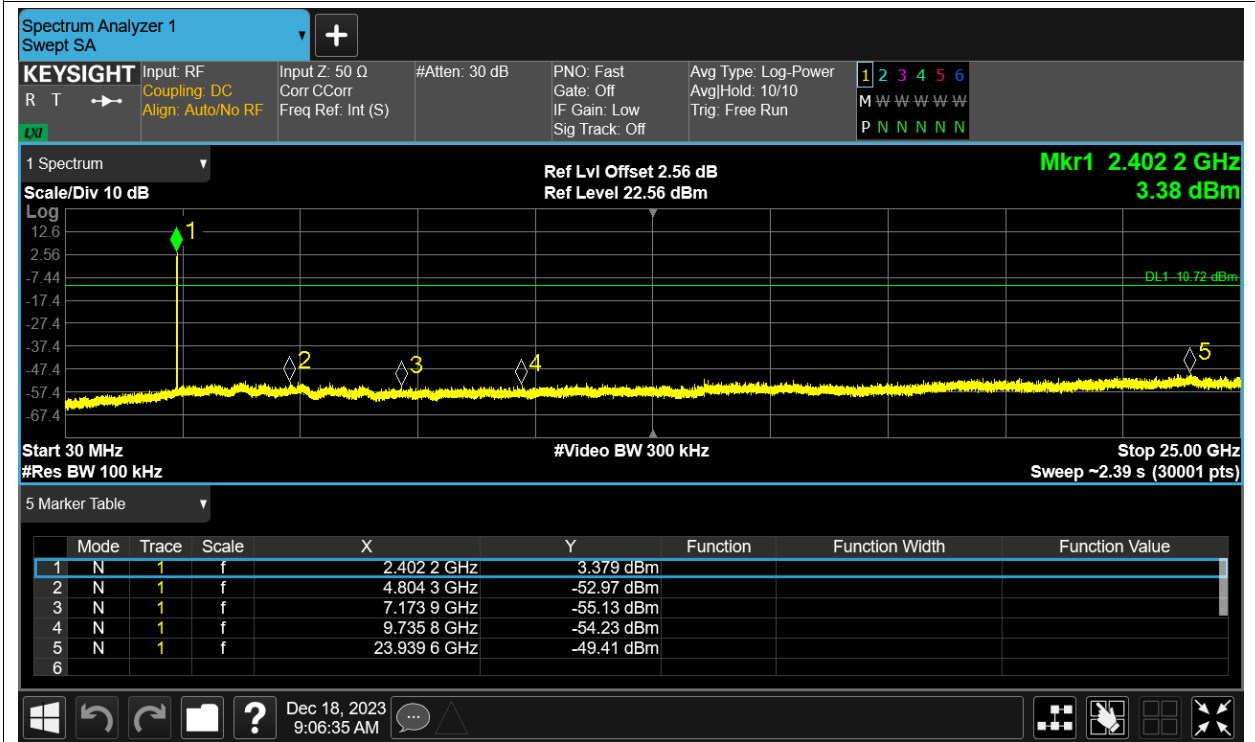 Spectrum Analyzer 1
Swept SA
+
KEYSIGHT
R T
LXI
Input: RF
Coupling: DC
Align: Auto/No RF
Input Z: 50 Ω
Corr CCorr
Freq Ref: Int (S)
#Atten: 30 dB
PNO: Fast
Gate: Off
IF Gain: Low
Sig Track: Off
Avg Type: Log-Power
Avg|Hold: 10/10
Trig: Free Run
1 2 3 4 5 6
M W W W W W
P N N N N N
1 Spectrum
Scale/Div 10 dB
Ref Lvl Offset 2.56 dB
Ref Level 22.56 dBm
Mkr1 2.402 2 GHz
3.38 dBm
Log
12.6
2.56
-7.44
-17.4
-27.4
-37.4
-47.4
-57.4
-67.4
1
2
3
4
5
DL1 -10.72 dBm
Start 30 MHz
#Video BW 300 kHz
Stop 25.00 GHz
#Res BW 100 kHz
Sweep ~2.39 s (30001 pts)
5 Marker Table
Mode Trace Scale X Y Function Function Width Function Value
1 N 1 f 2.402 2 GHz 3.379 dBm
2 N 1 f 4.804 3 GHz -52.97 dBm
3 N 1 f 7.173 9 GHz -55.13 dBm
4 N 1 f 9.735 8 GHz -54.23 dBm
5 N 1 f 23.939 6 GHz -49.41 dBm
6
?
Dec 18, 2023
9:06:35 AM